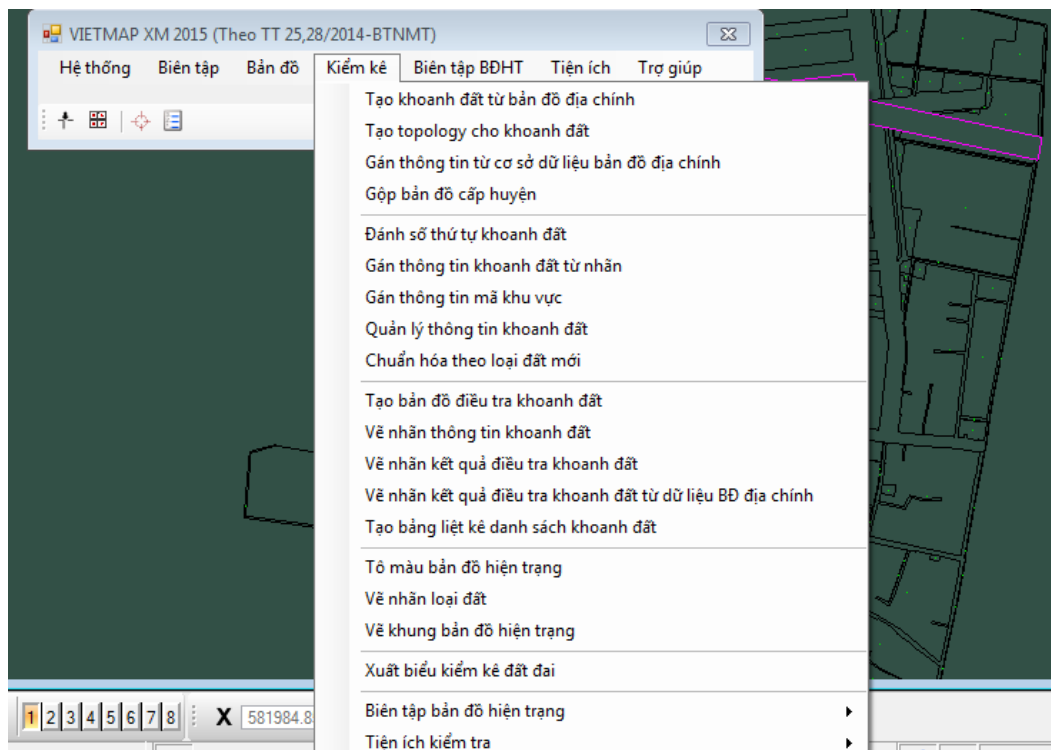 VIETMAP XM 2015 (Theo TT 25,28/2014-BTNMT)
Hệ thống Biên tập Bản đồ Kiểm kê Biên tập BĐHT Tiện ích Trợ giúp
Tạo khoanh đất từ bản đồ địa chính
Tạo topology cho khoanh đất
Gán thông tin từ cơ sở dữ liệu bản đồ địa chính
Gộp bản đồ cấp huyện
Đánh số thứ tự khoanh đất
Gán thông tin khoanh đất từ nhãn
Gán thông tin mã khu vực
Quản lý thông tin khoanh đất
Chuẩn hóa theo loại đất mới
Tạo bản đồ điều tra khoanh đất
Vẽ nhãn thông tin khoanh đất
Vẽ nhãn kết quả điều tra khoanh đất
Vẽ nhãn kết quả điều tra khoanh đất từ dữ liệu BĐ địa chính
Tạo bảng liệt kê danh sách khoanh đất
Tô màu bản đồ hiện trạng
Vẽ nhãn loại đất
Vẽ khung bản đồ hiện trạng
Xuất biểu kiểm kê đất đai
Biên tập bản đồ hiện trạng
Tiện ích kiểm tra
1 2 3 4 5 6 7 8 X 581984.8